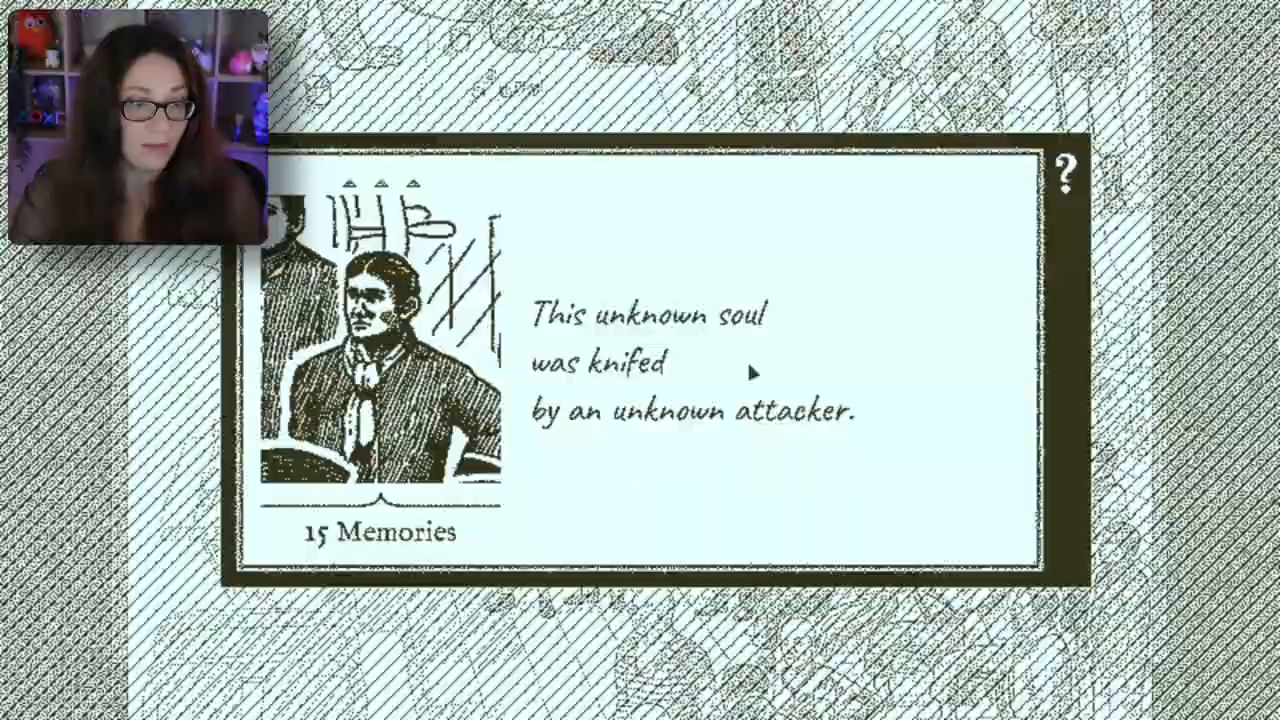 ?
This unknown soul
was knifed
by an unknown attacker.
15 Memories